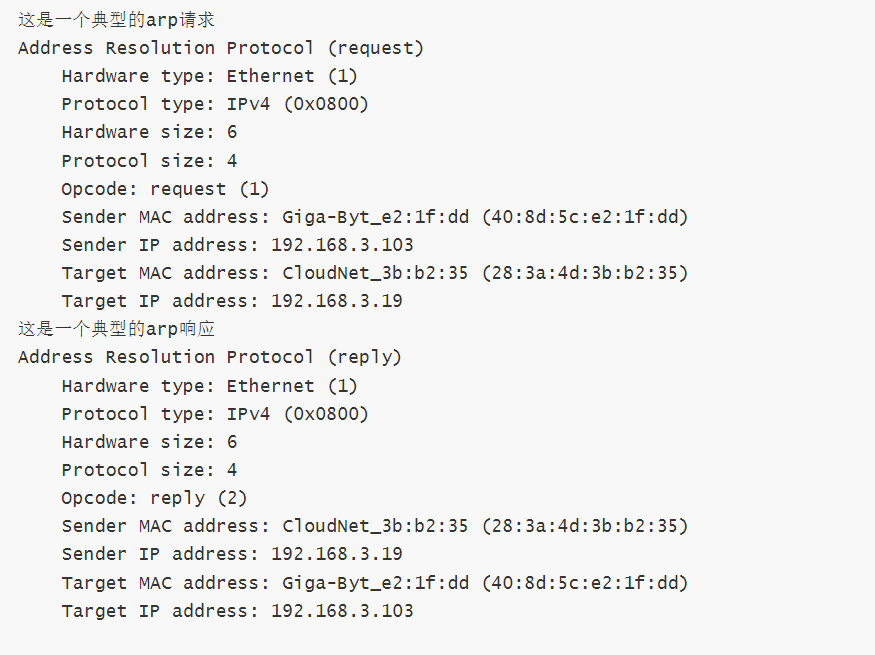 这是一个典型的arp请求
Address Resolution Protocol (request)
    Hardware type: Ethernet (1)
    Protocol type: IPv4 (0x0800)
    Hardware size: 6
    Protocol size: 4
    Opcode: request (1)
    Sender MAC address: Giga-Byt_e2:1f:dd (40:8d:5c:e2:1f:dd)
    Sender IP address: 192.168.3.103
    Target MAC address: CloudNet_3b:b2:35 (28:3a:4d:3b:b2:35)
    Target IP address: 192.168.3.19
这是一个典型的arp响应
Address Resolution Protocol (reply)
    Hardware type: Ethernet (1)
    Protocol type: IPv4 (0x0800)
    Hardware size: 6
    Protocol size: 4
    Opcode: reply (2)
    Sender MAC address: CloudNet_3b:b2:35 (28:3a:4d:3b:b2:35)
    Sender IP address: 192.168.3.19
    Target MAC address: Giga-Byt_e2:1f:dd (40:8d:5c:e2:1f:dd)
    Target IP address: 192.168.3.103